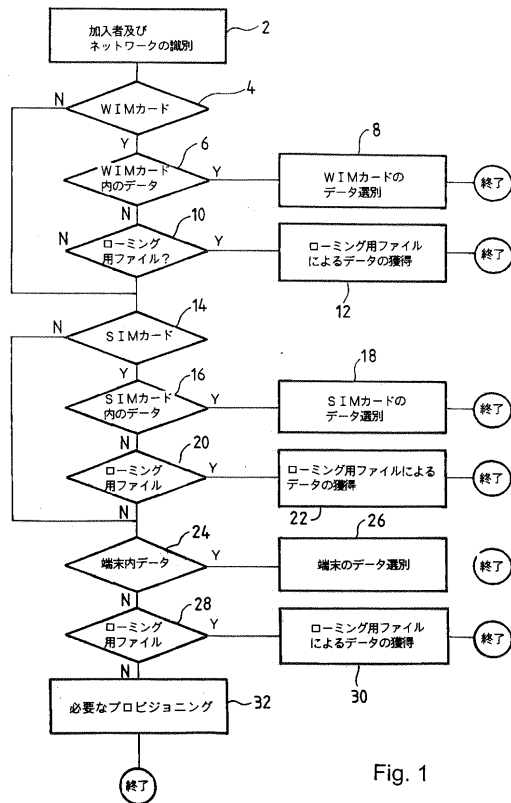 加入者及び
ネットワークの識別
2
N
WIMカード
4
Y
6
WIMカード
内のデータ
Y
8
WIMカードの
データ選別
終了
N
10
N
ローミング
用ファイル?
Y
ローミング用ファイル
によるデータの獲得
終了
12
14
N
SIMカード
Y
16
18
SIMカード
内のデータ
Y
SIMカードの
データ選別
終了
N
20
ローミング
用ファイル
Y
ローミング用ファイルによる
データの獲得
終了
22
N
24
26
端末内データ
Y
端末のデータ選別
終了
N
28
ローミング
用ファイル
Y
ローミング用ファイル
によるデータの獲得
終了
30
N
必要なプロビジョニング
32
終了
Fig. 1